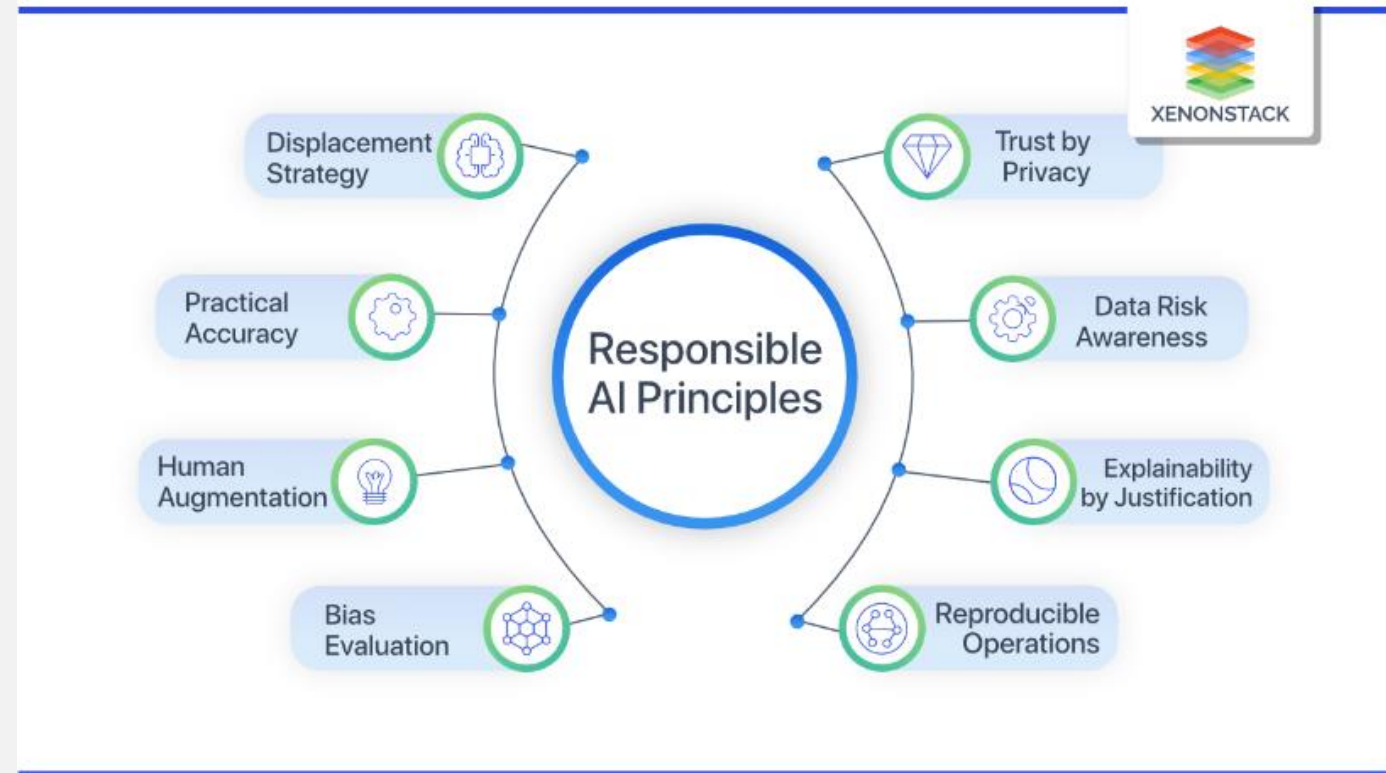 XENONSTACK
Displacement
Strategy
Practical
Accuracy
Human
Augmentation
Bias
Evaluation
Responsible
AI Principles
Trust by
Privacy
Data Risk
Awareness
Explainability
by Justification
Reproducible
Operations